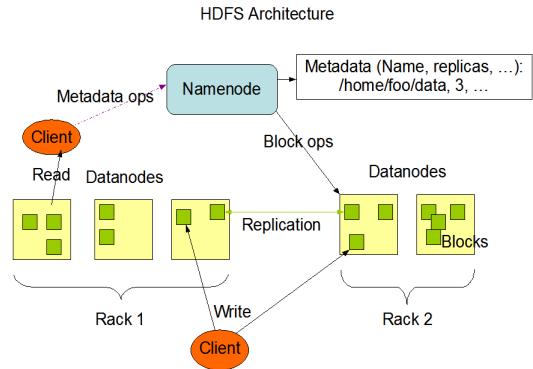 HDFS Architecture
Metadata (Name, replicas, ...):
/home/foo/data, 3, ...
Namenode
Metadata ops
Client
Block ops
Read
Datanodes
Datanodes
Replication
Blocks
Rack 1
Write
Rack 2
Client